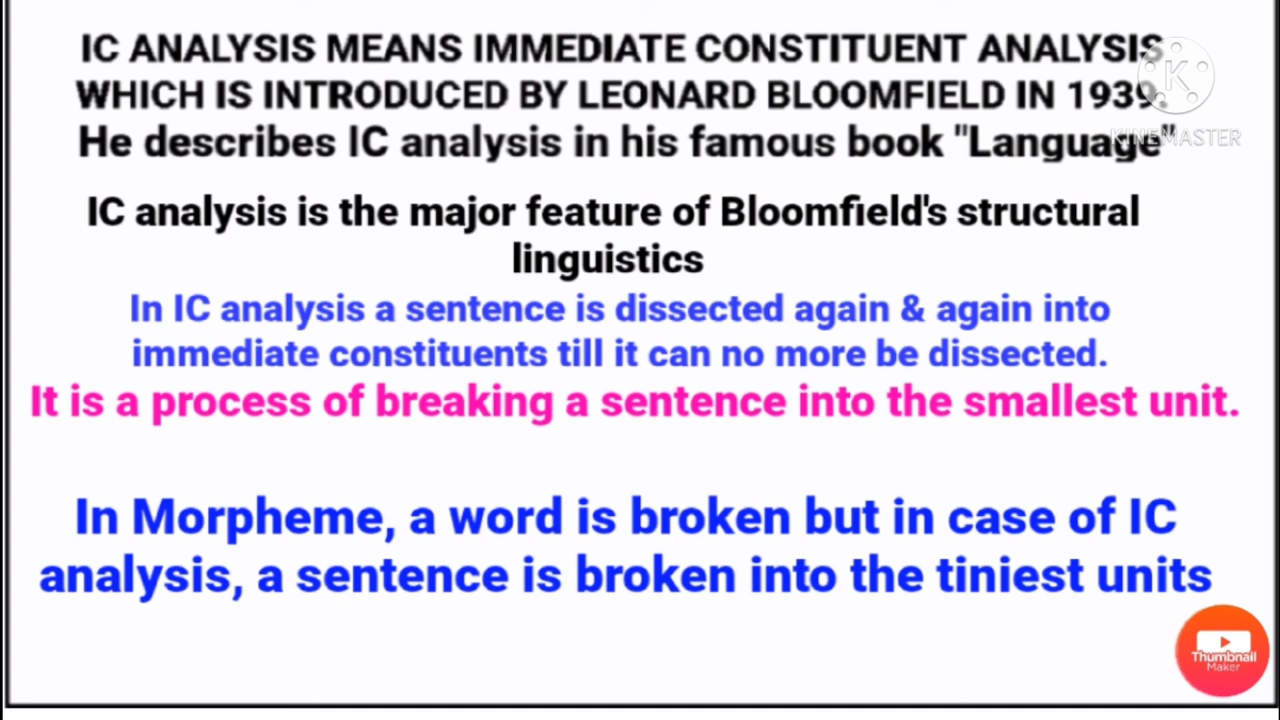 IC ANALYSIS MEANS IMMEDIATE CONSTITUENT ANALYSIS
WHICH IS INTRODUCED BY LEONARD BLOOMFIELD IN 1939.
He describes IC analysis in his famous book "Language"
K
KINEMASTER
IC analysis is the major feature of Bloomfield's structural
linguistics
In IC analysis a sentence is dissected again & again into
immediate constituents till it can no more be dissected.
It is a process of breaking a sentence into the smallest unit.
In Morpheme, a word is broken but in case of IC
analysis, a sentence is broken into the tiniest units
Thumbnail
Maker